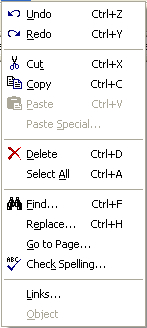 Undo Ctrl+Z
Redo Ctrl+Y
Cut Ctrl+X
Copy Ctrl+C
Paste Ctrl+V
Paste Special...
Delete Ctrl+D
Select All Ctrl+A
Find... Ctrl+F
Replace... Ctrl+H
Go to Page...
ABC Check Spelling...
Links...
Object